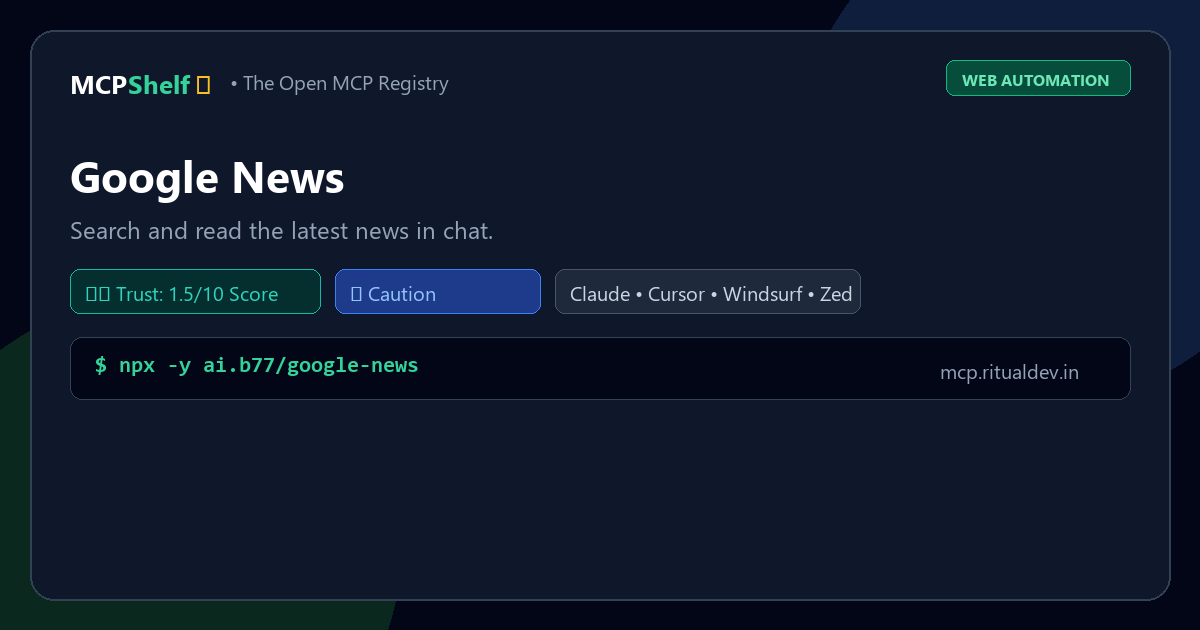 MCPShelf • The Open MCP Registry
WEB AUTOMATION
Google News
Search and read the latest news in chat.
Trust: 1.5/10 Score
Caution
Claude • Cursor • Windsurf • Zed
$ npx -y ai.b77/google-news
mcp.ritualdev.in